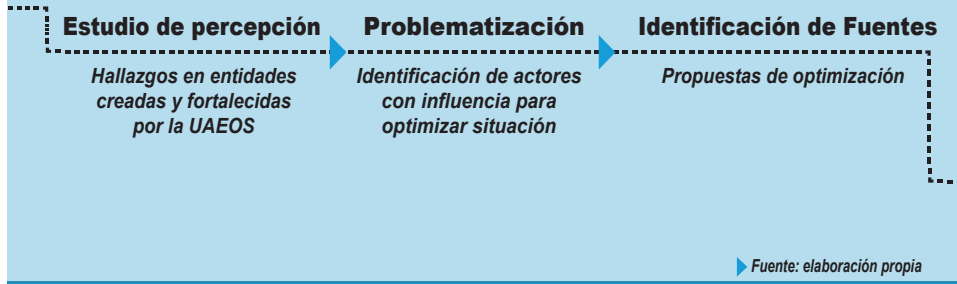 Estudio de percepción
Problematización
Identificación de Fuentes
Hallazgos en entidades
creadas y fortalecidas
por la UAEOS
Identificación de actores
con influencia para
optimizar situación
Propuestas de optimización
Fuente: elaboración propia